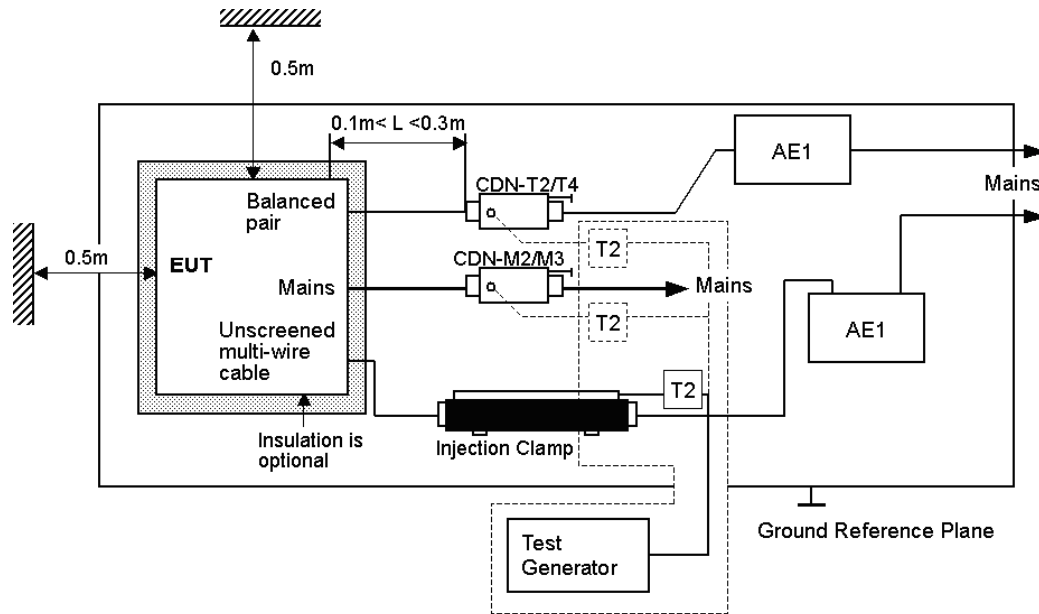 0.5m
0.1m< L <0.3m
AE1
Mains
CDN-T2/T4
Balanced
pair
T2
0.5m
EUT
CDN-M2/M3
Mains
Mains
T2
AE1
Unscreened
multi-wire
cable
T2
Injection Clamp
Insulation is
optional
Ground Reference Plane
Test
Generator